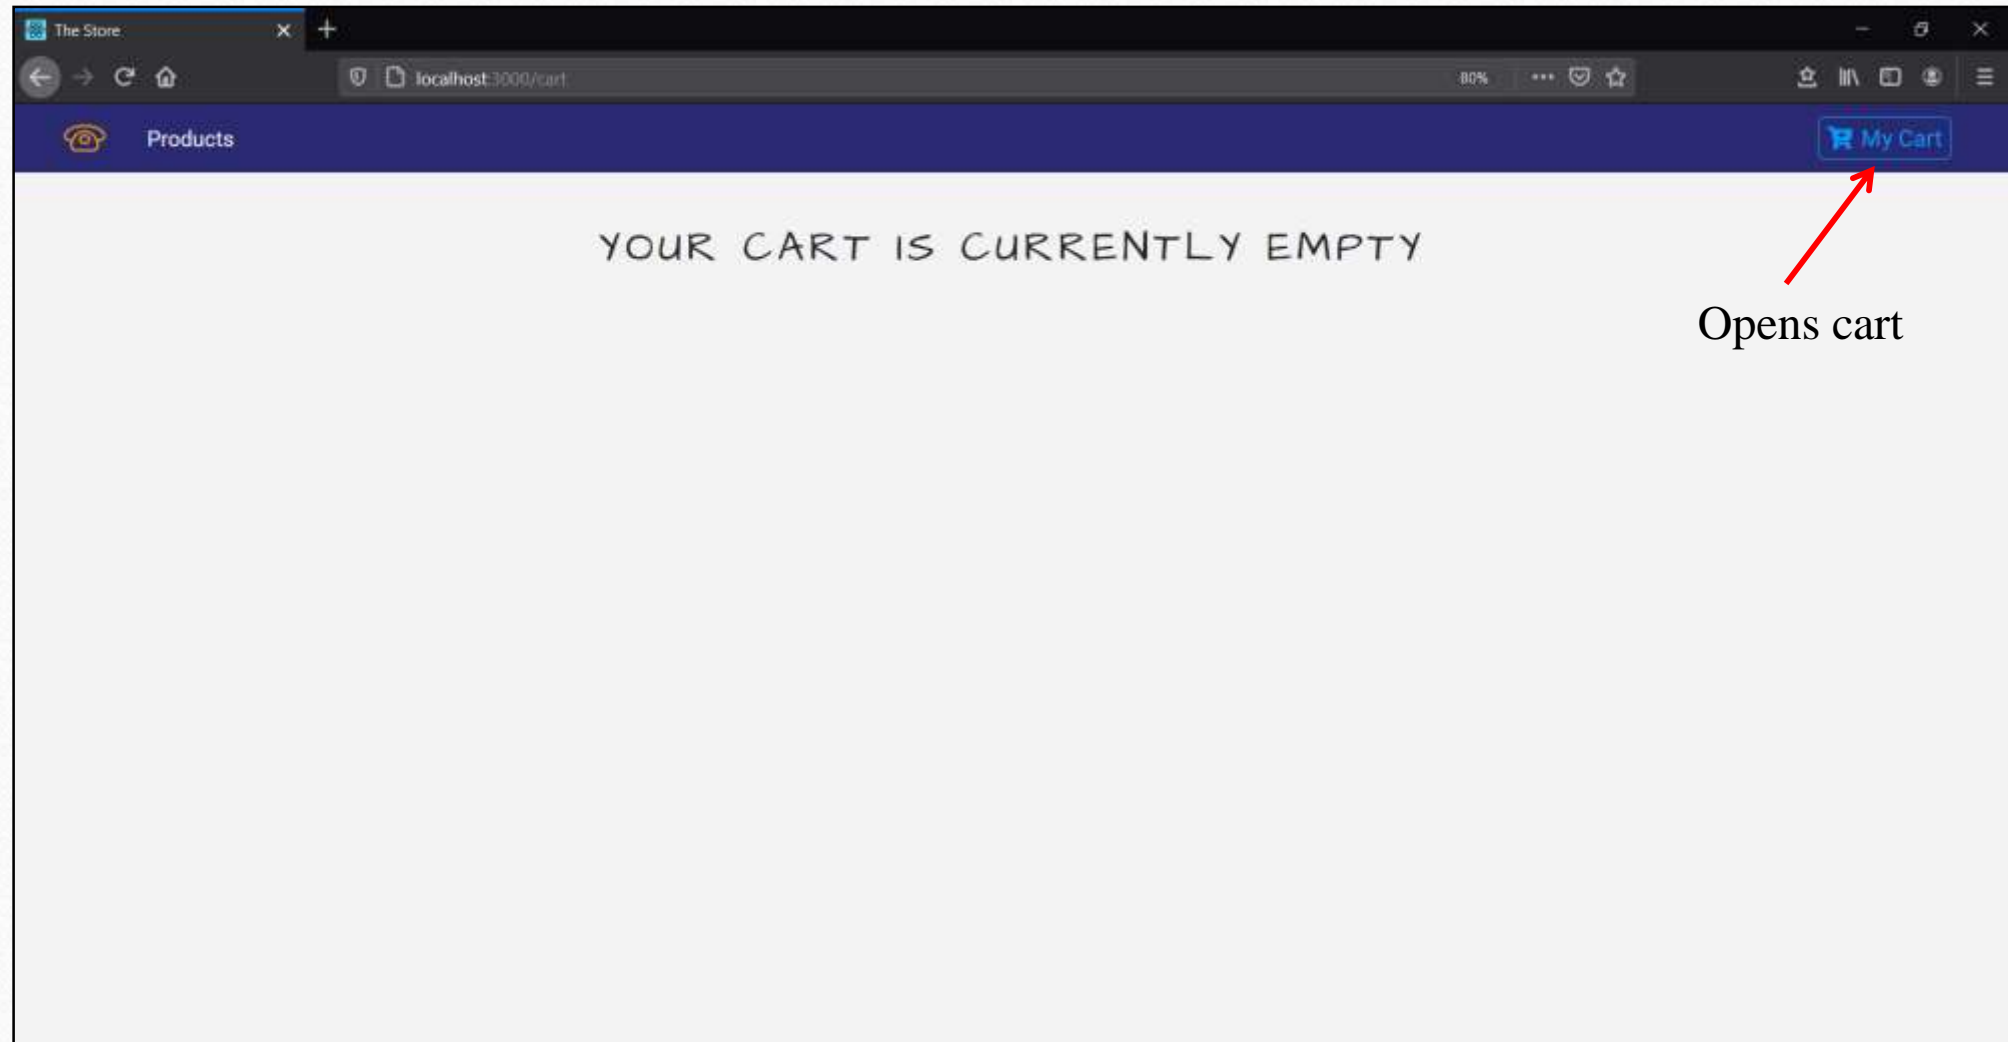 The Store
localhost:3000/cart
80%
Products
My Cart
YOUR CART IS CURRENTLY EMPTY
Opens cart